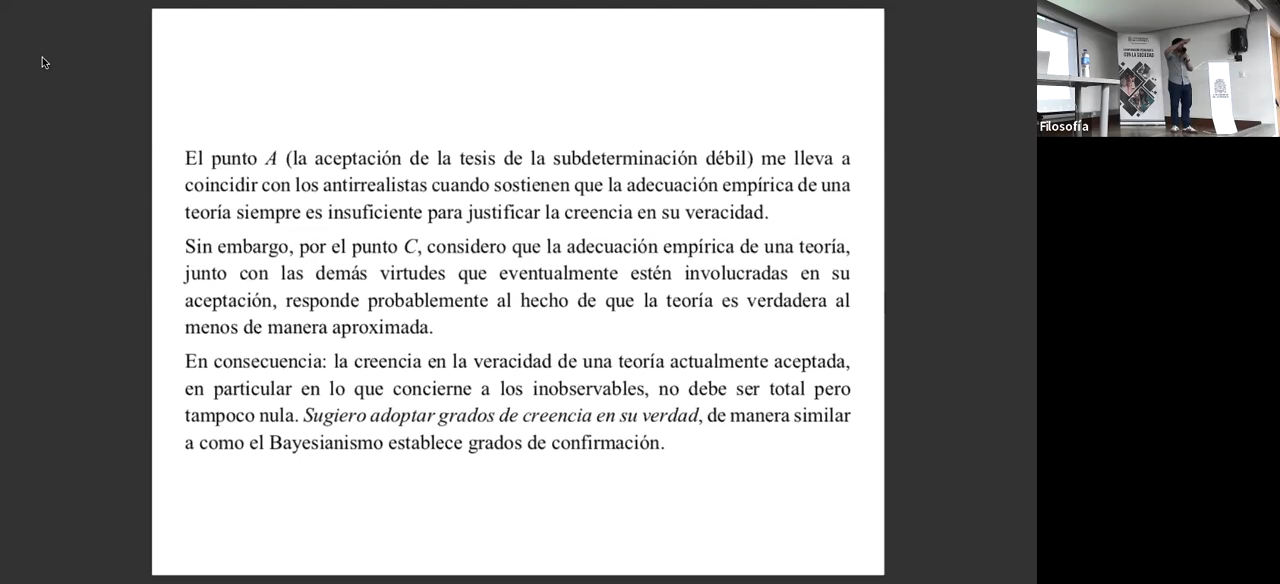 El punto A (la aceptación de la tesis de la subdeterminación débil) me lleva a
coincidir con los antirrealistas cuando sostienen que la adecuación empírica de una
teoría siempre es insuficiente para justificar la creencia en su veracidad.
Sin embargo, por el punto C, considero que la adecuación empírica de una teoría,
junto con las demás virtudes que eventualmente estén involucradas en su
aceptación, responde probablemente al hecho de que la teoría es verdadera al
menos de manera aproximada.
En consecuencia: la creencia en la veracidad de una teoría actualmente aceptada,
en particular en lo que concierne a los inobservables, no debe ser total pero
tampoco nula. Sugiero adoptar grados de creencia en su verdad, de manera similar
a como el Bayesianismo establece grados de confirmación.
CON LA SOCIEDAD
Filosofía